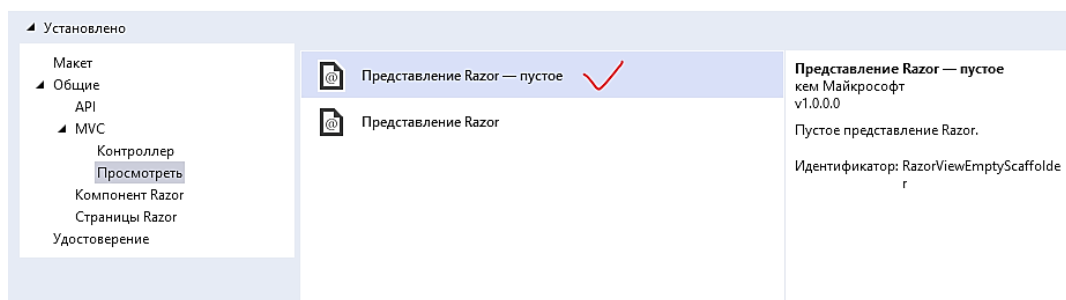 Установлено
Макет
Общие
API
MVC
Контроллер
Просмотреть
Компонент Razor
Страницы Razor
Удостоверение
Представление Razor — пустое
Представление Razor
Представление Razor — пустое
кем Майкрософт
v1.0.0.0
Пустое представление Razor.
Идентификатор: RazorViewEmptyScaffolde
r